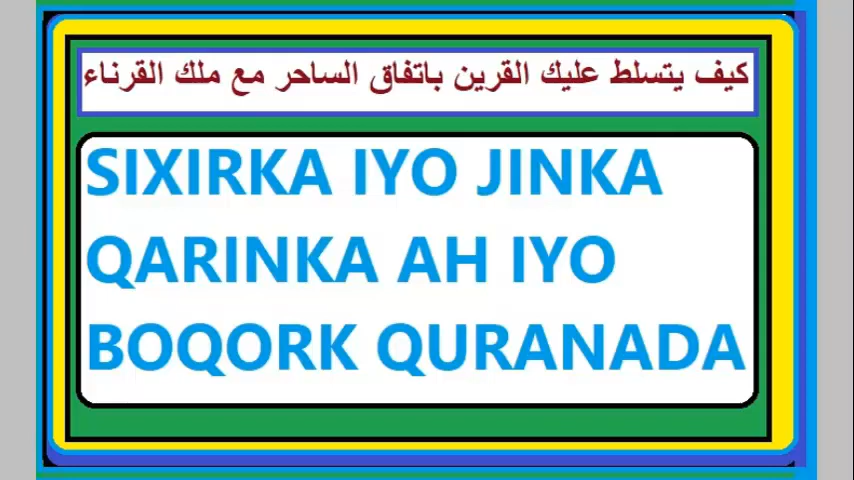 كيف يتسلط عليك القرين باتفاق الساحر مع ملك القرناء
SIXIRKA IYO JINKA
QARINKA AH IYO
BOQORK QURANADA